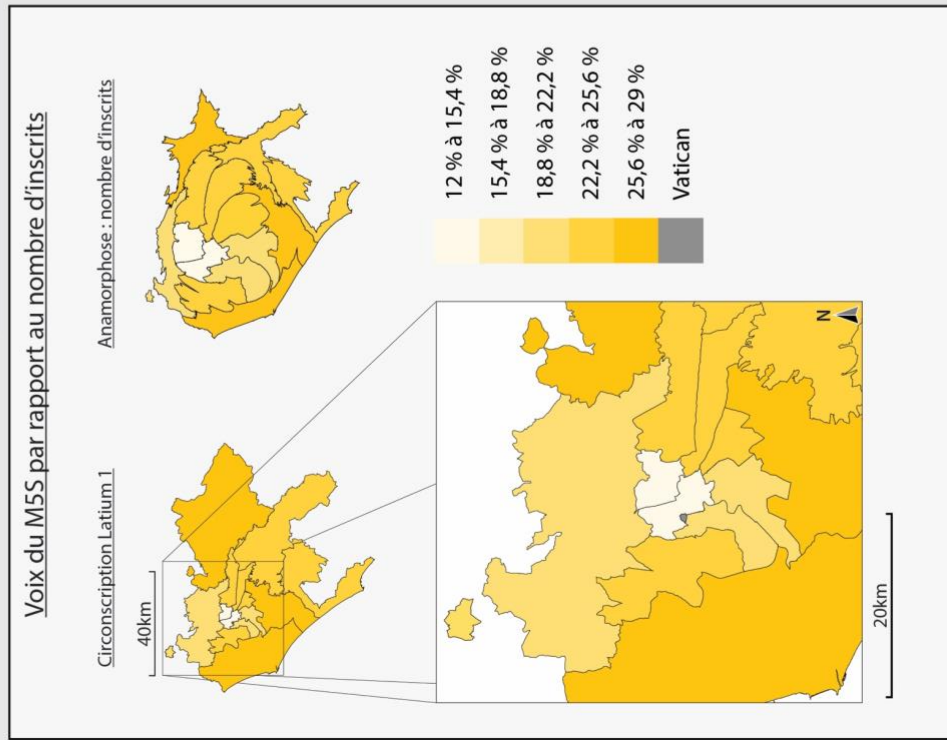 Voix du M5S par rapport au nombre d'inscrits
Circonscription Latium 1
Anamorphose : nombre d'inscrits
40km
12 % à 15,4 %
15,4 % à 18,8 %
18,8 % à 22,2 %
22,2 % à 25,6 %
25,6 % à 29 %
Vatican
N
20km